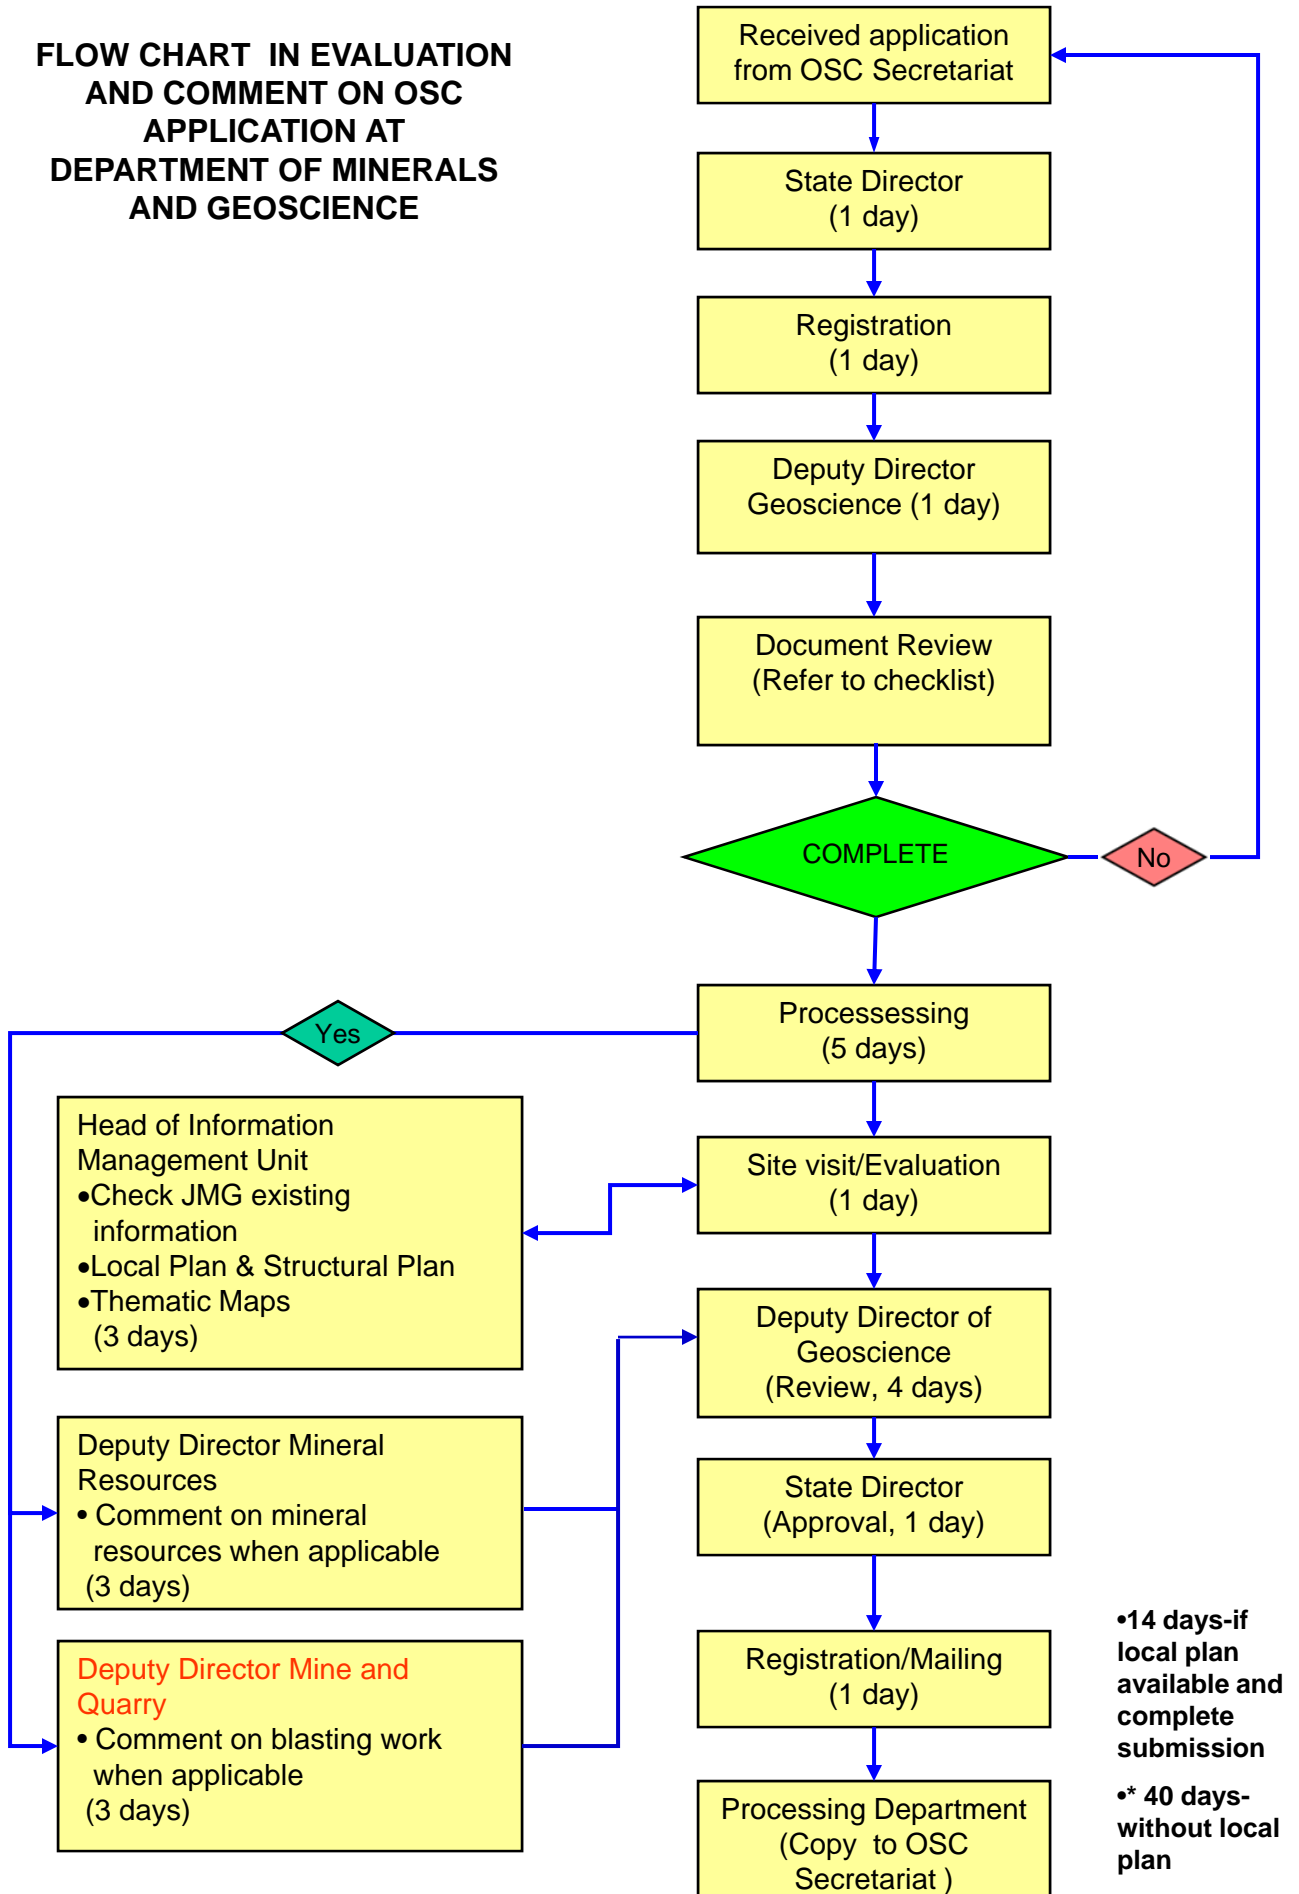 FLOW CHART IN EVALUATION
AND COMMENT ON OSC
APPLICATION AT
DEPARTMENT OF MINERALS
AND GEOSCIENCE
Received application
from OSC Secretariat
State Director
(1 day)
Registration
(1 day)
Deputy Director
Geoscience (1 day)
Document Review
(Refer to checklist)
COMPLETE
No
Processessing
(5 days)
Yes
Head of Information
Management Unit
•Check JMG existing
information
•Local Plan & Structural Plan
•Thematic Maps
(3 days)
Site visit/Evaluation
(1 day)
Deputy Director of
Geoscience
(Review, 4 days)
Deputy Director Mineral
Resources
• Comment on mineral
resources when applicable
(3 days)
State Director
(Approval, 1 day)
Deputy Director Mine and
Quarry
• Comment on blasting work
when applicable
(3 days)
Registration/Mailing
(1 day)
Processing Department
(Copy to OSC
Secretariat )
•14 days-if
local plan
available and
complete
submission
•* 40 days-
without local
plan